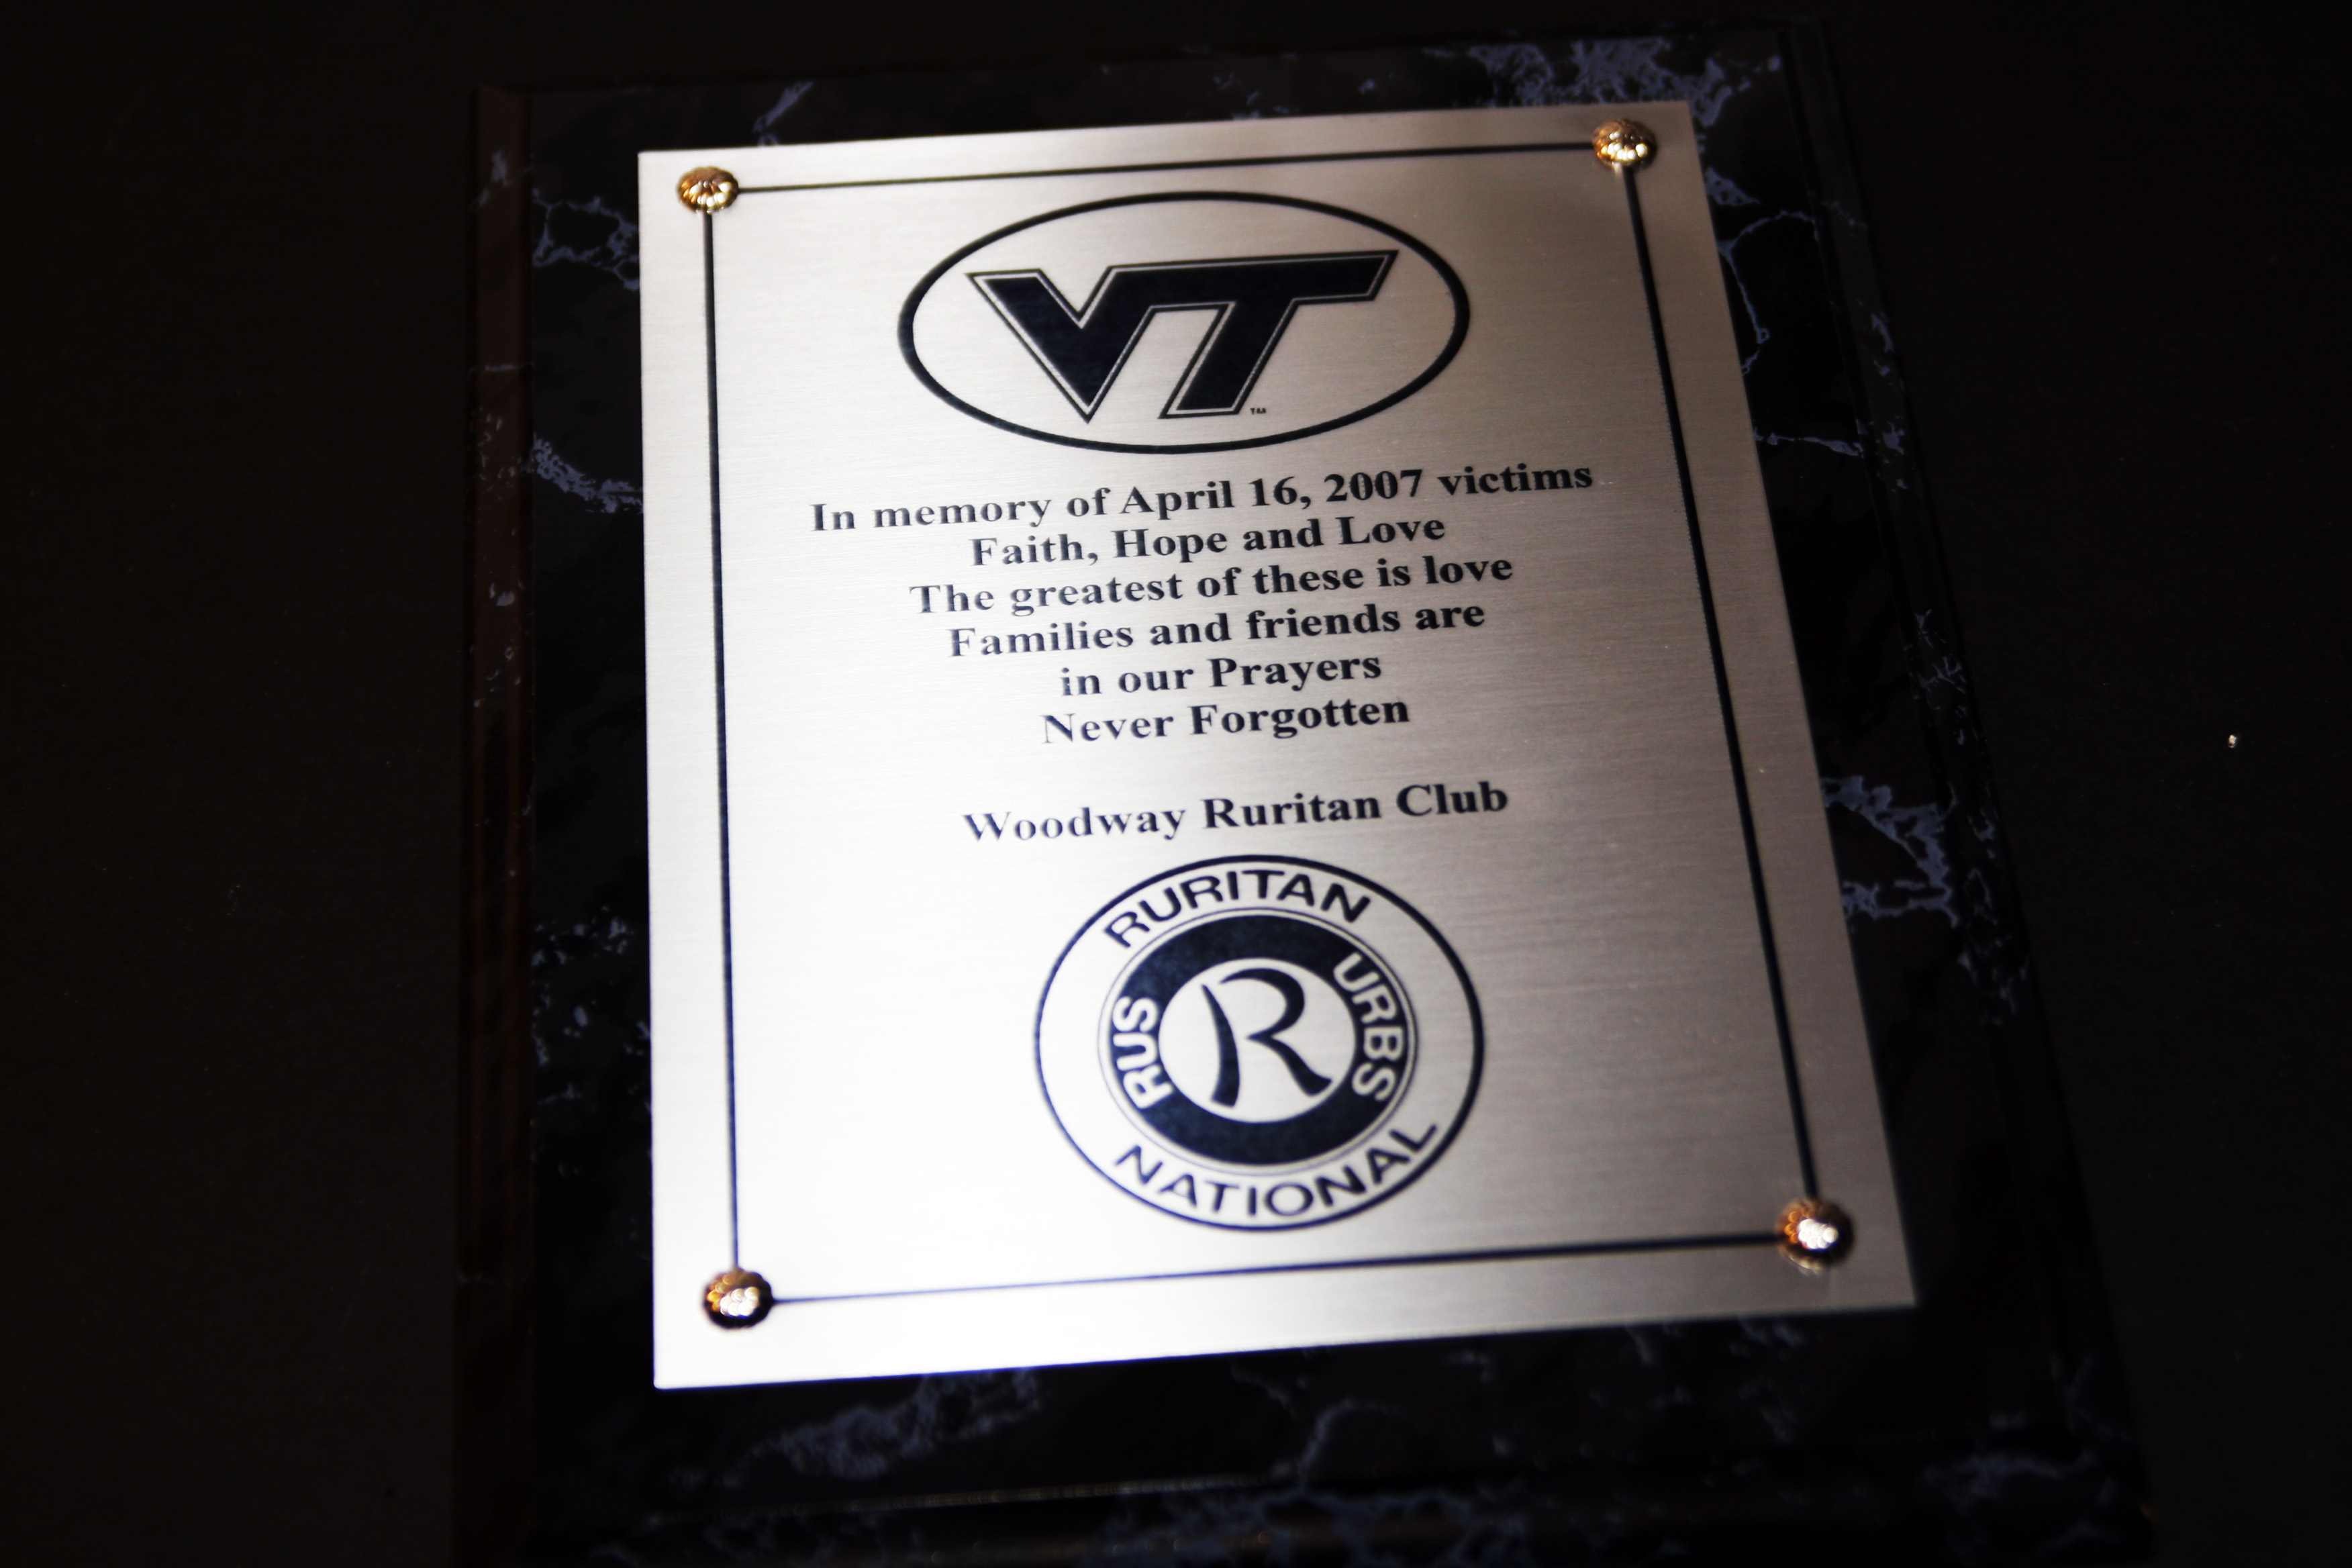 VT
In memory of April 16, 2007 victims
Faith, Hope and Love
The greatest of these is love
Families and friends are
in our Prayers
Never Forgotten
Woodway Ruritan Club
RURITAN
RUS
R
URBS
NATIONAL